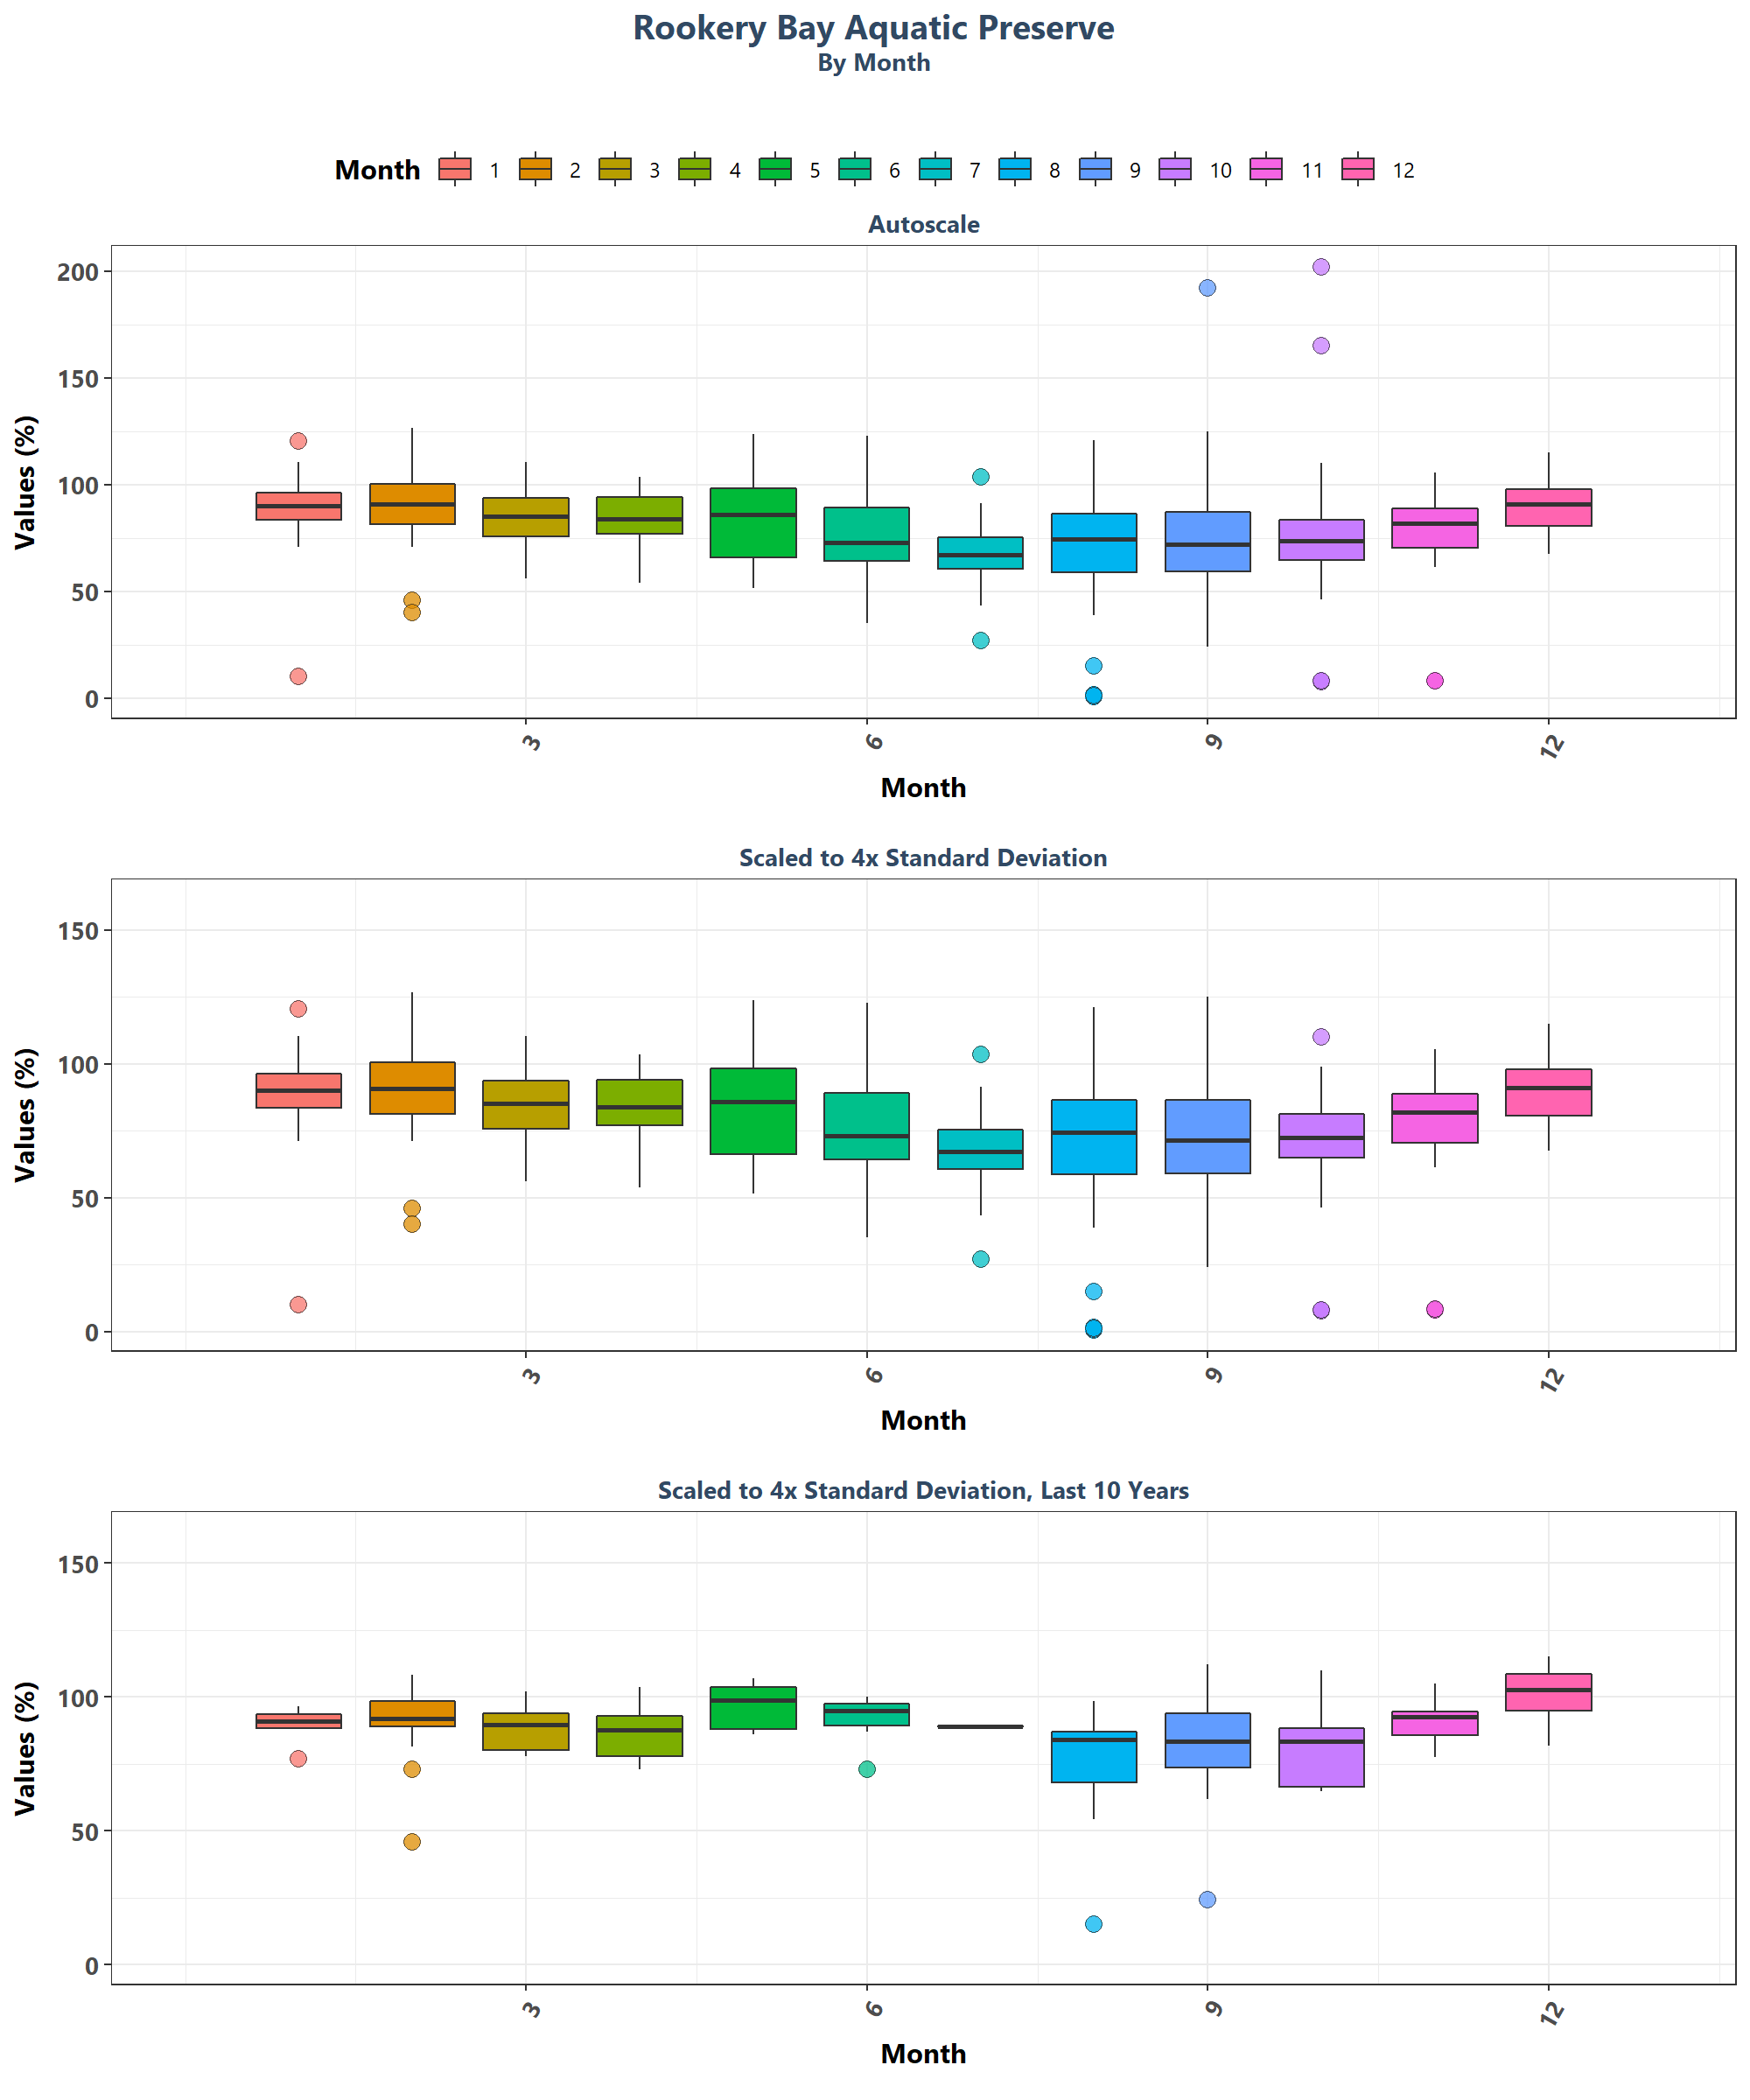 Rookery Bay Aquatic Preserve
By Month
Month 1 2 3 4 5 6 7 8 9 10 11 12
Autoscale
Values (%)
200
150
100
50
0
3 6 9 12
Month
Scaled to 4x Standard Deviation
Values (%)
150
100
50
0
3 6 9 12
Month
Scaled to 4x Standard Deviation, Last 10 Years
Values (%)
150
100
50
0
3 6 9 12
Month